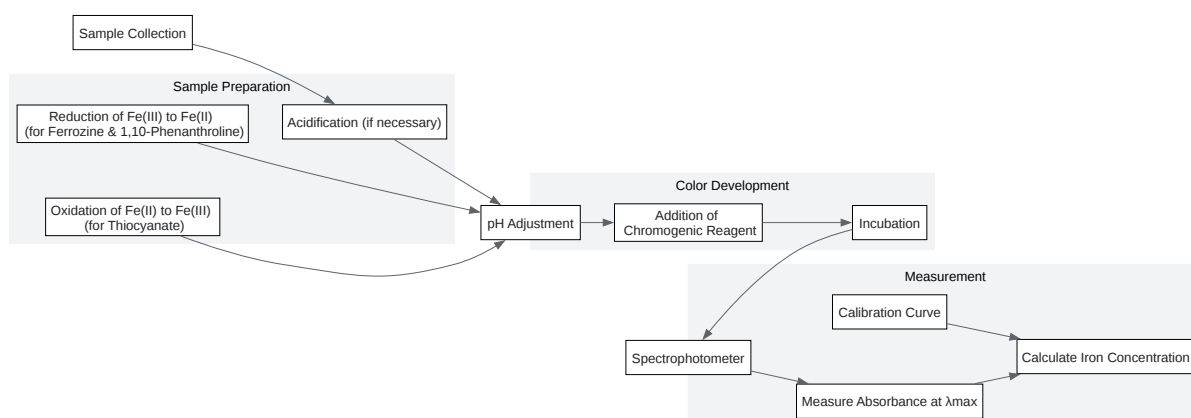 Sample Collection
Sample Preparation
Reduction of Fe(III) to Fe(II)
(for Ferrozine & 1,10-Phenanthroline)
Acidification (if necessary)
Oxidation of Fe(II) to Fe(III)
(for Thiocyanate)
Color Development
pH Adjustment
Addition of
Chromogenic Reagent
Incubation
Measurement
Calibration Curve
Spectrophotometer
Calculate Iron Concentration
Measure Absorbance at λmax